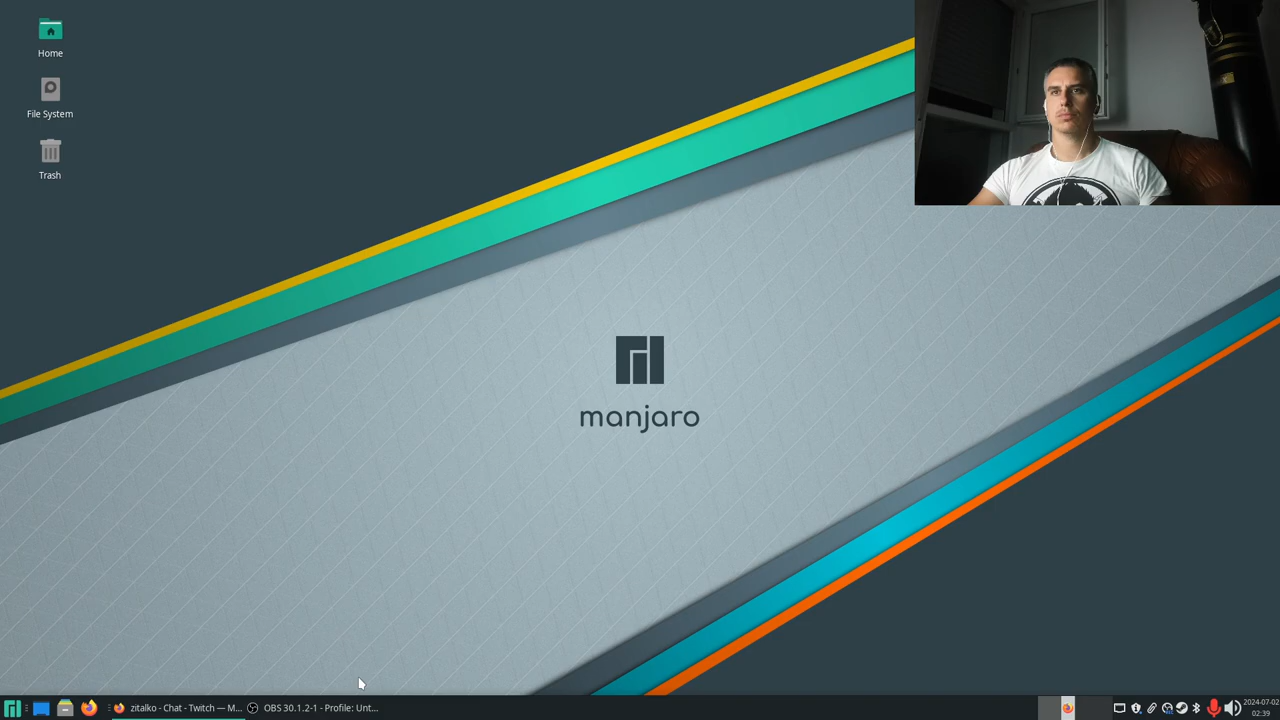 Home
File System
Trash
manjaro
zitalko - Chat - Twitch — M...
OBS 30.1.2-1 - Profile: Unt...
2024-07-02
02:39